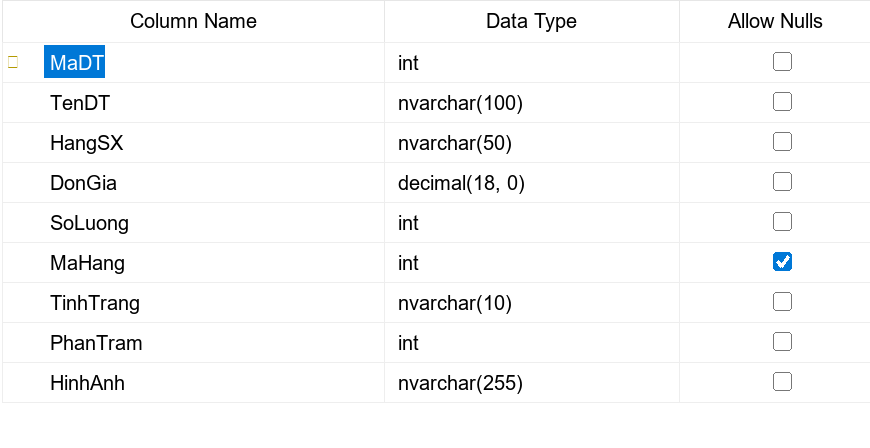 Column Name Data Type Allow Nulls
MaDT int
TenDT nvarchar(100)
HangSX nvarchar(50)
DonGia decimal(18, 0)
SoLuong int
MaHang int
TinhTrang nvarchar(10)
PhanTram int
HinhAnh nvarchar(255)